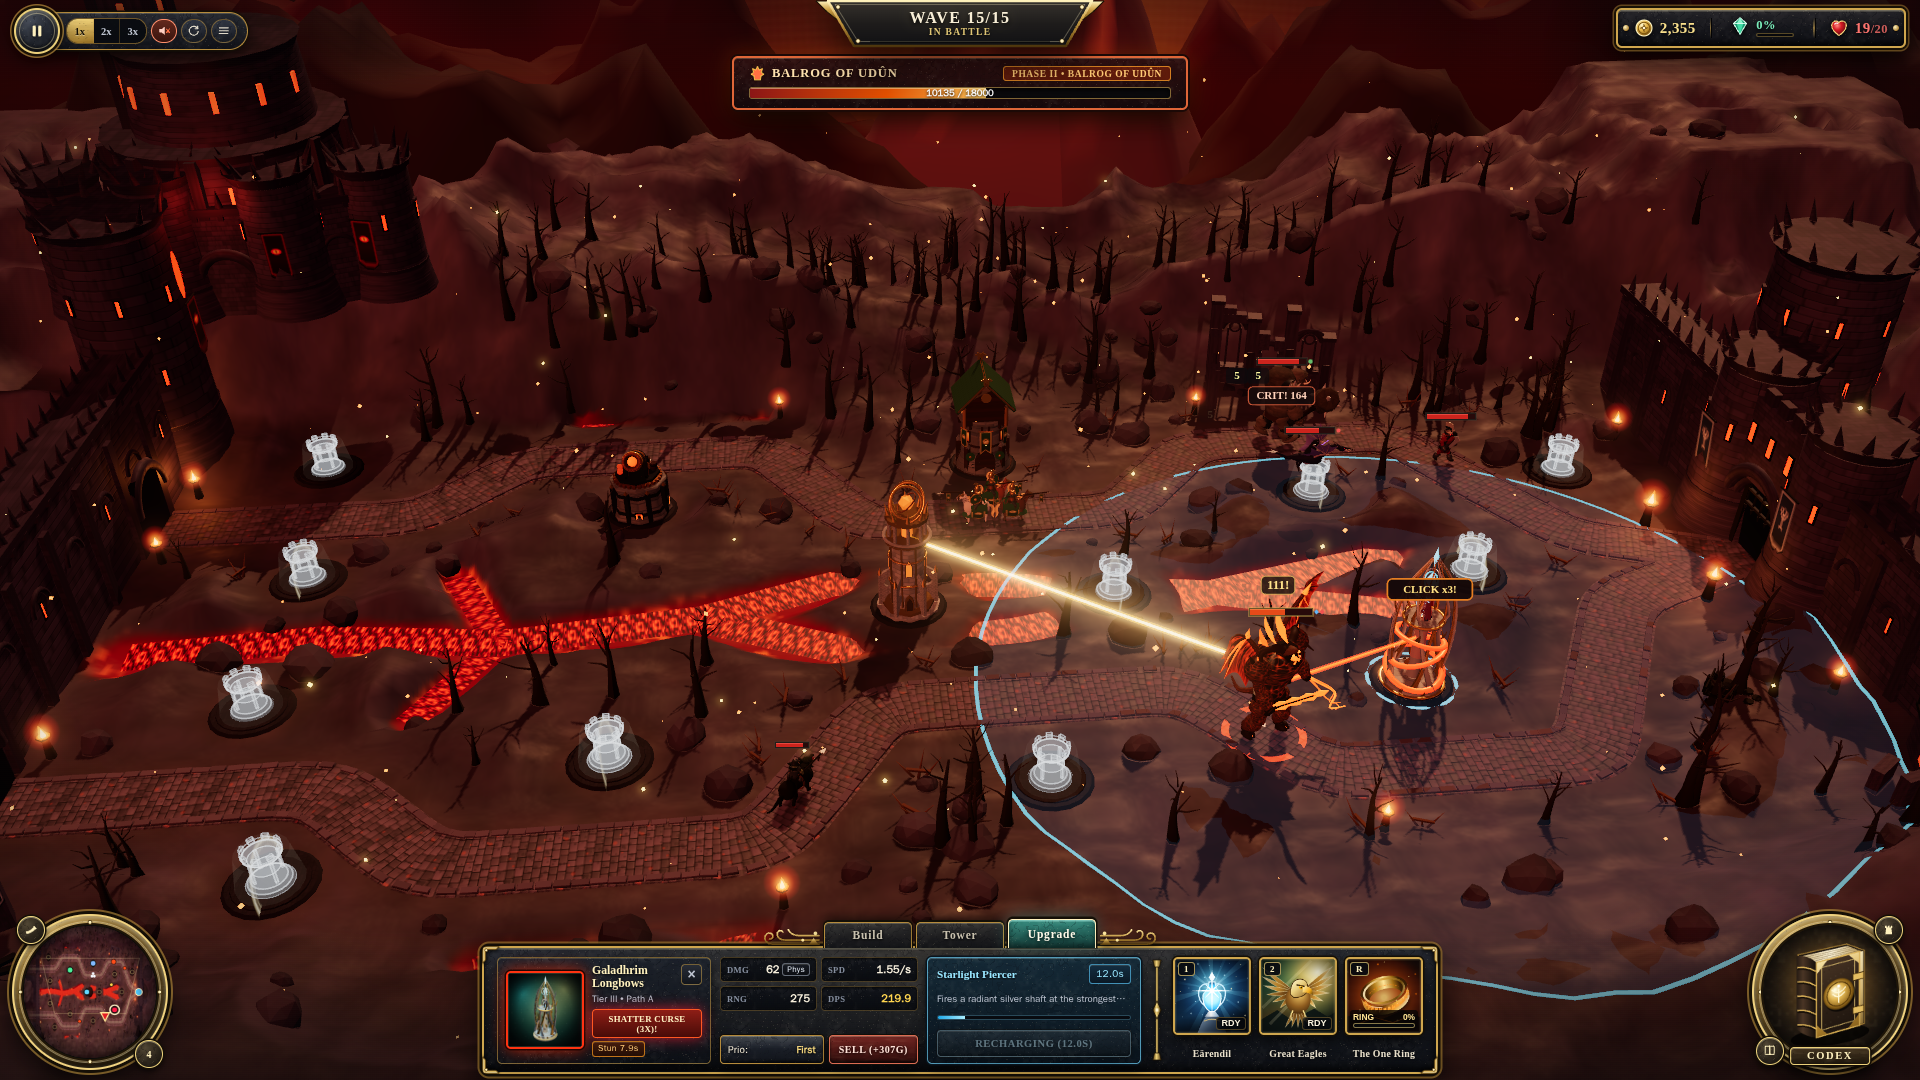 1x 2x 3x
WAVE 15/15
IN BATTLE
2,355
0%
19/20
BALROG OF UDÛN
PHASE II • BALROG OF UDÛN
10135 / 18000
5 5
CRIT! 164
111!
CLICK x3!
Build
Tower
Upgrade
Galadhrim
Longbows
×
Tier III • Path A
SHATTER CURSE
(3X)!
Stun 7.9s
DMG 62 Phys
SPD 1.55/s
RNG 275
DPS 219.9
Prio: First
SELL (+307G)
Starlight Piercer
12.0s
Fires a radiant silver shaft at the strongest···
RECHARGING (12.0S)
1
RDY
Eärendil
2
RDY
Great Eagles
R
RING 0%
The One Ring
4
CODEX